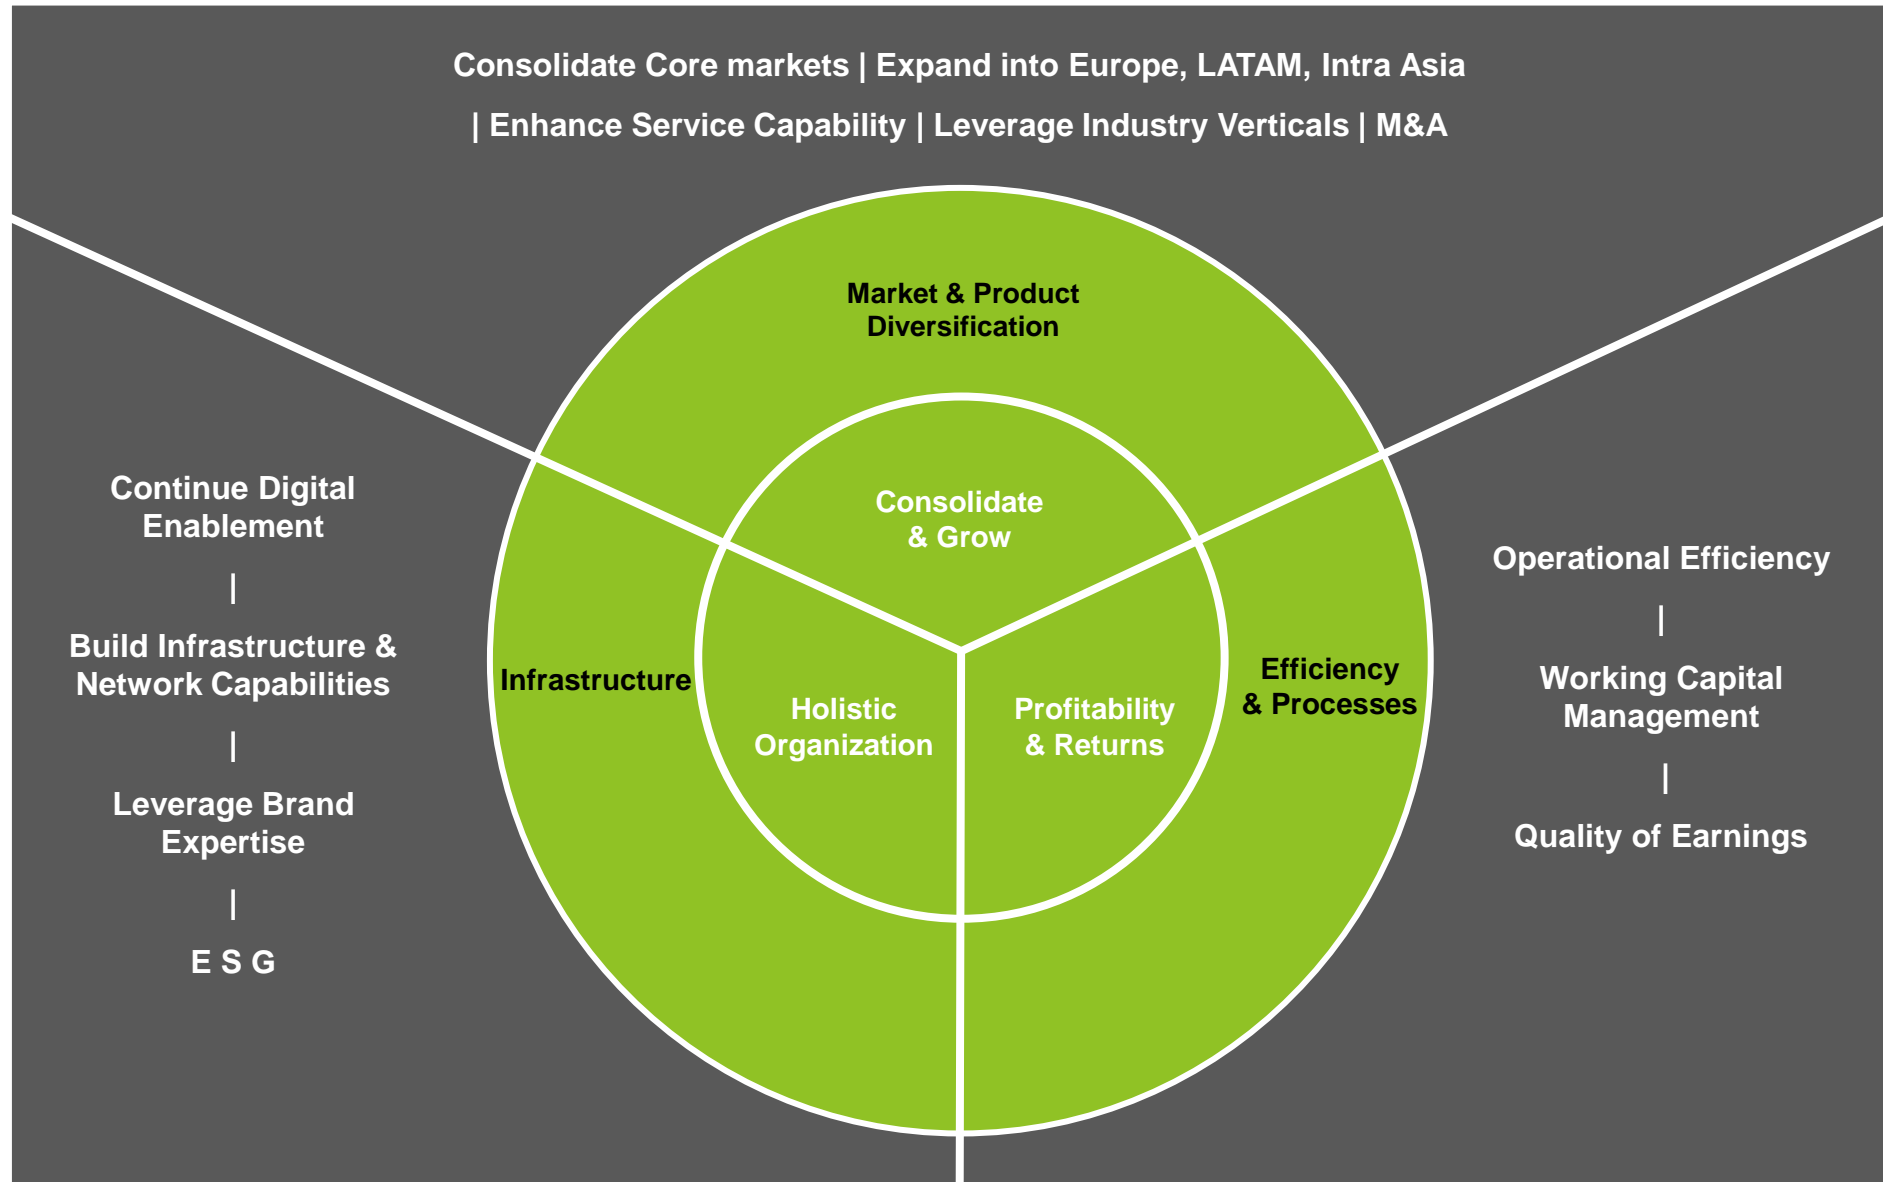 Consolidate Core markets | Expand into Europe, LATAM, Intra Asia
| Enhance Service Capability | Leverage Industry Verticals | M&A
Market & Product
Diversification
Consolidate
& Grow
Continue Digital
Enablement
|
Build Infrastructure &
Network Capabilities
|
Leverage Brand
Expertise
|
E S G
Infrastructure
Holistic
Organization
Profitability
& Returns
Efficiency
& Processes
Operational Efficiency
|
Working Capital
Management
|
Quality of Earnings